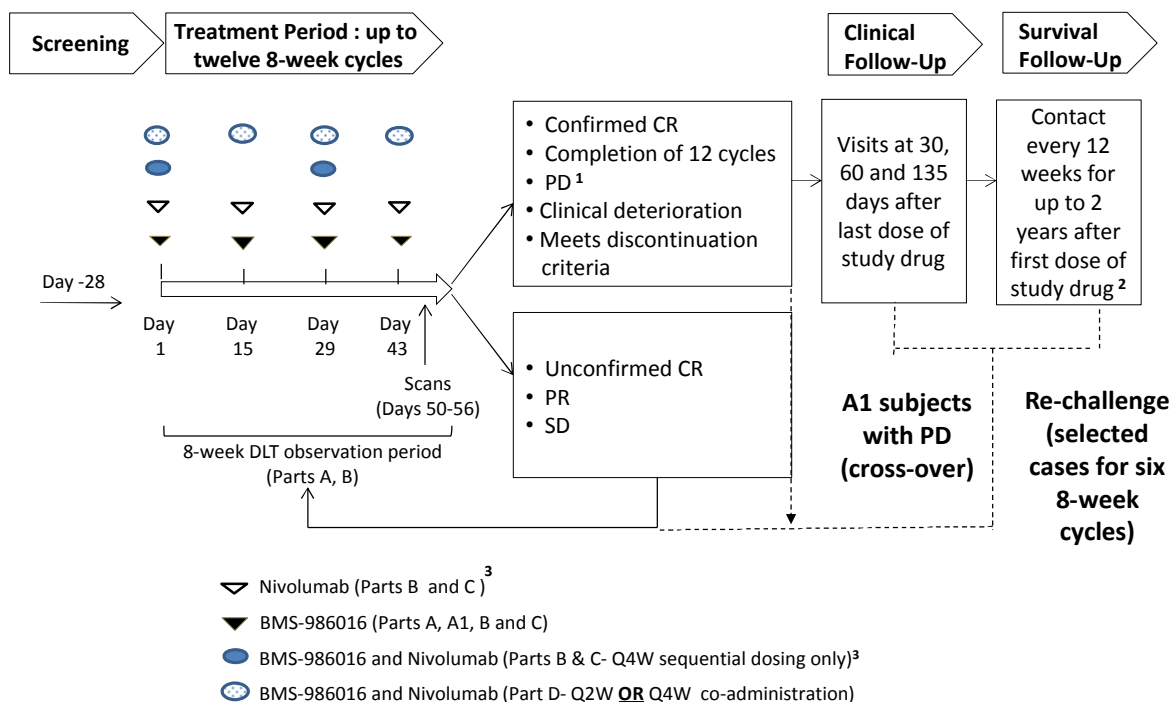 Screening
Treatment Period : up to
twelve 8-week cycles
Clinical
Follow-Up
Survival
Follow-Up
Day -28
Day
1
Day
15
Day
29
Day
43
Scans
(Days 50-56)
8-week DLT observation period
(Parts A, B)
• Confirmed CR
• Completion of 12 cycles
• PD 1
• Clinical deterioration
• Meets discontinuation
criteria
• Unconfirmed CR
• PR
• SD
Visits at 30,
60 and 135
days after
last dose of
study drug
Contact
every 12
weeks for
up to 2
years after
first dose of
study drug 2
A1 subjects
with PD
(cross-over)
Re-challenge
(selected
cases for six
8-week
cycles)
Nivolumab (Parts B and C )3
BMS-986016 (Parts A, A1, B and C)
BMS-986016 and Nivolumab (Parts B & C- Q4W sequential dosing only)3
BMS-986016 and Nivolumab (Part D- Q2W OR Q4W co-administration)